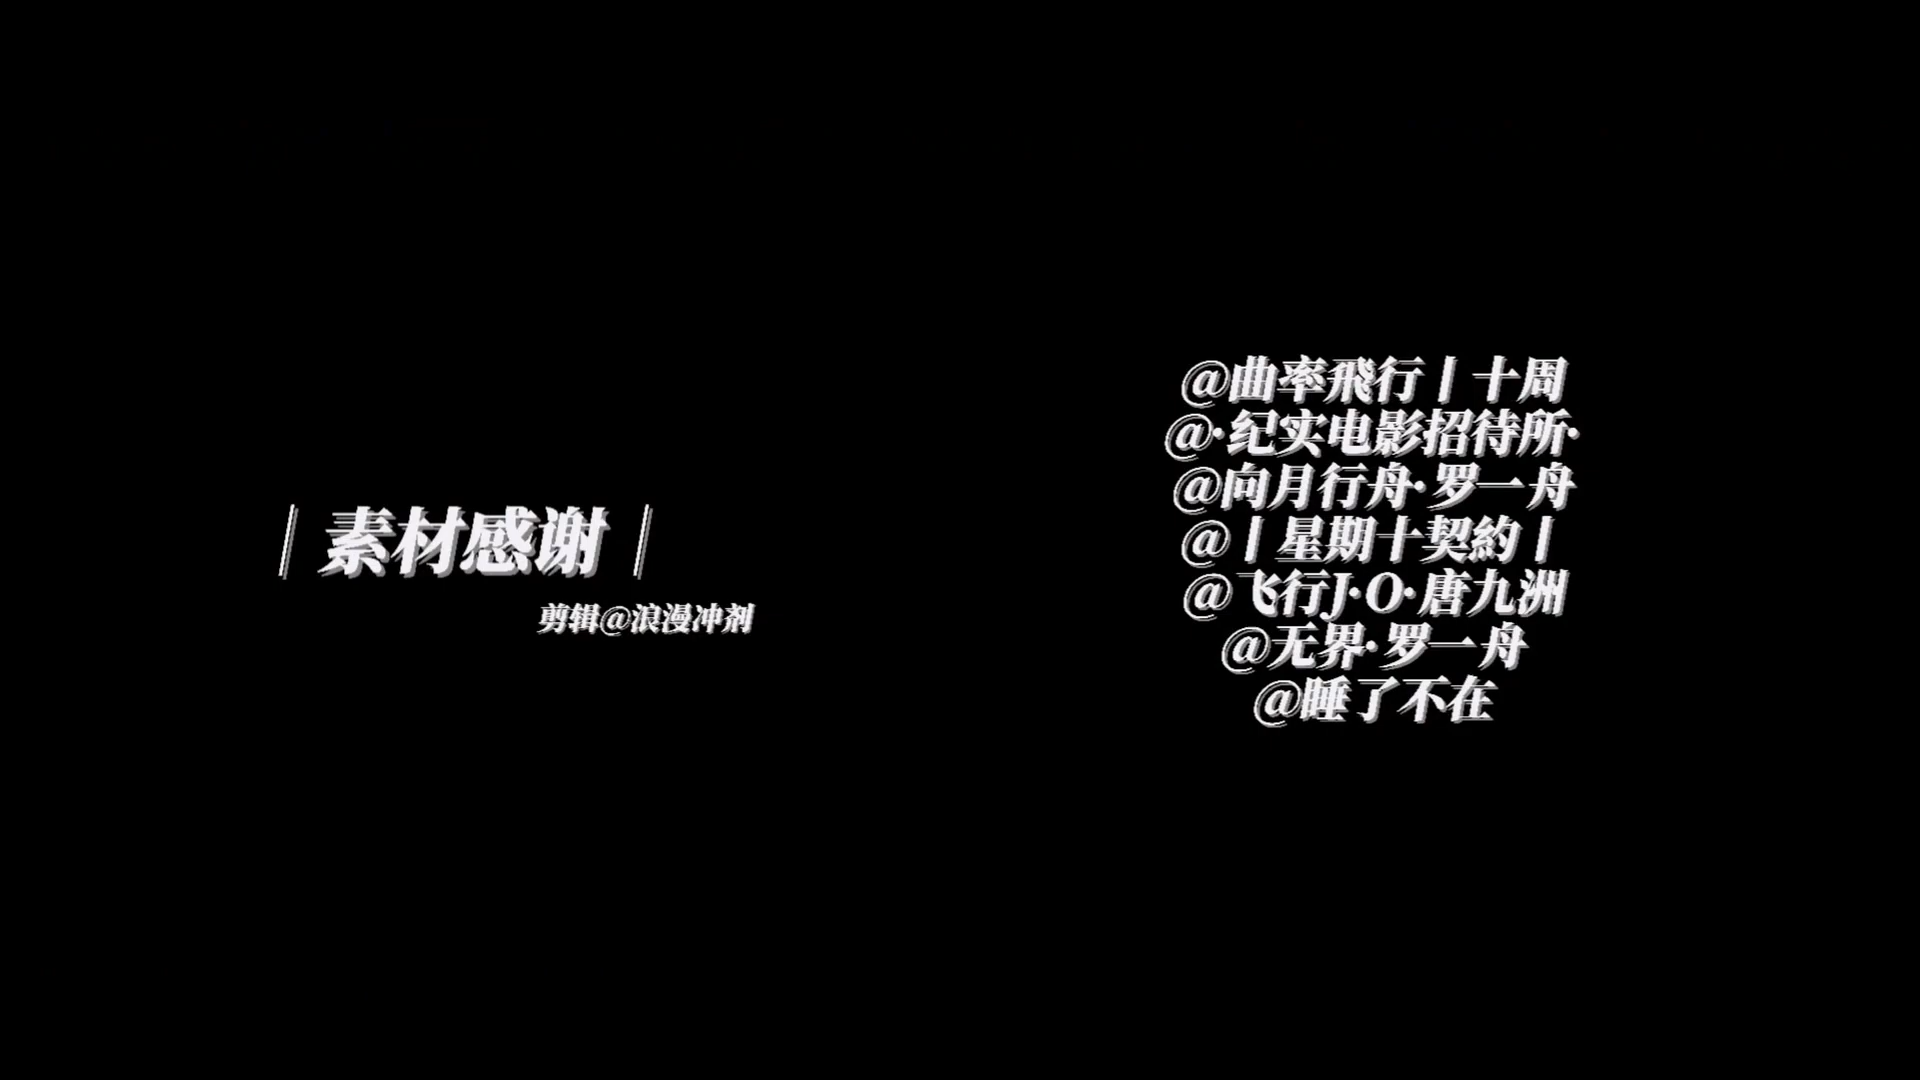 ｜素材感谢｜
剪辑@浪漫冲剂
@曲率飛行丨十周
@·纪实电影招待所·
@向月行舟·罗一舟
@丨星期十契約丨
@飞行J·O·唐九洲
@无界·罗一舟
@睡了不在